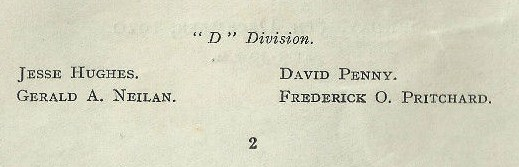 "D" Division.
JESSE HUGHES. DAVID PENNY.
GERALD A. NEILAN. FREDERICK O. PRITCHARD.
2